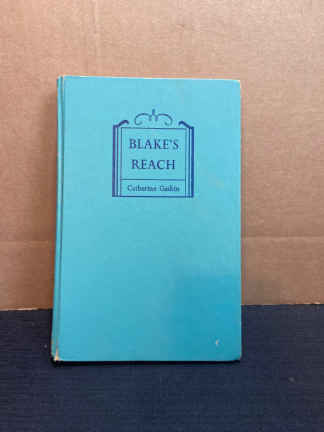 BLAKE'S
REACH
Catherine Gaskin